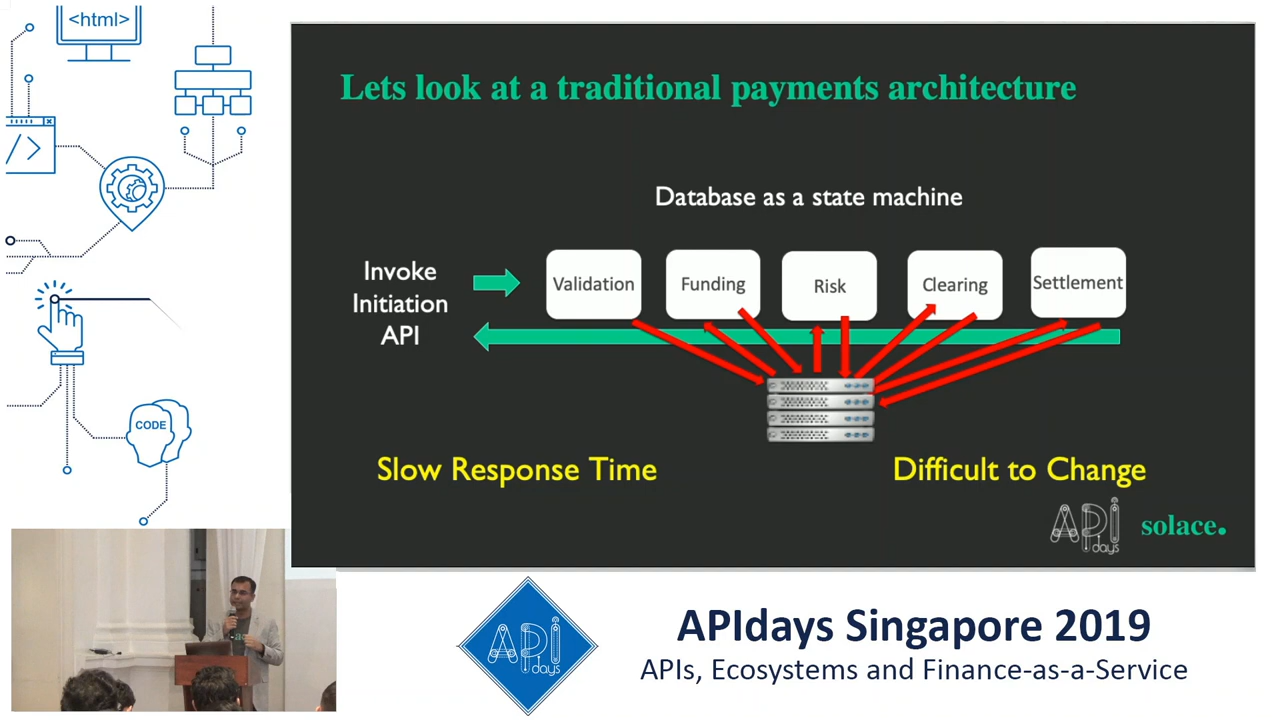 <html>
</>
CODE
Lets look at a traditional payments architecture
Database as a state machine
Invoke
Initiation
API
Validation
Funding
Risk
Clearing
Settlement
Slow Response Time
Difficult to Change
API
days
solace.
API
days
APIdays Singapore 2019
APIs, Ecosystems and Finance-as-a-Service